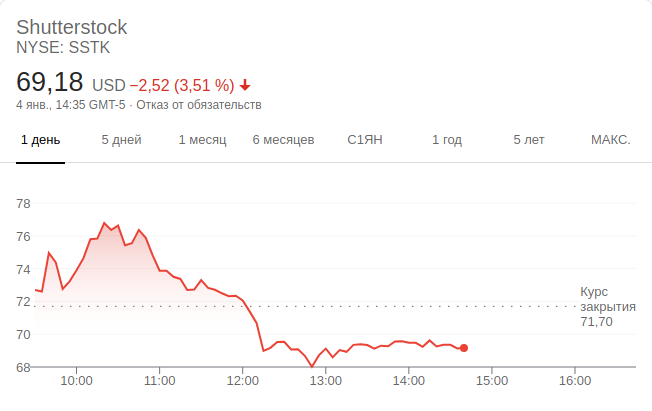 Shutterstock
NYSE: SSTK
69,18 USD −2,52 (3,51 %)
4 янв., 14:35 GMT-5 · Отказ от обязательств
1 день 5 дней 1 месяц 6 месяцев С1ЯН 1 год 5 лет МАКС.
78
76
74
72
70
68
Курс
закрытия
71,70
10:00 11:00 12:00 13:00 14:00 15:00 16:00